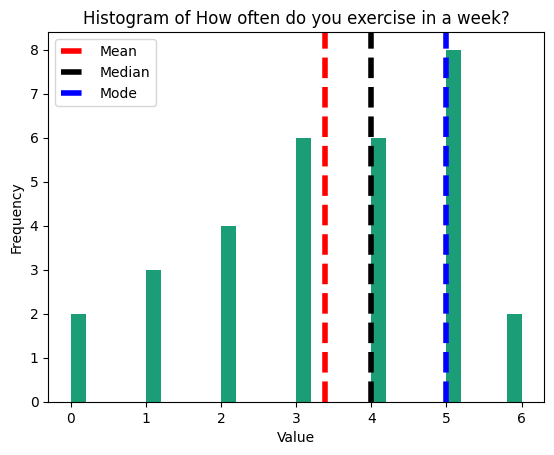 Histogram of How often do you exercise in a week?
Mean
Median
Mode
8
7
6
5
4
3
2
1
0
Frequency
0 1 2 3 4 5 6
Value